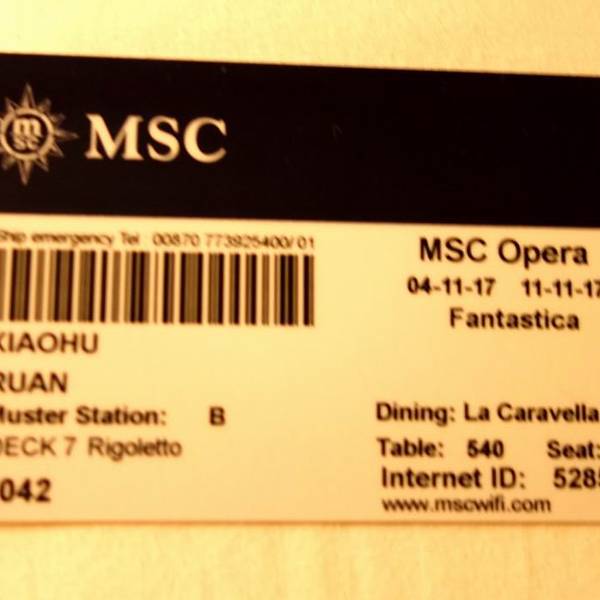 msc MSC
Ship emergency Tel 00870 773925400/01
MSC Opera
04-11-17 11-11-17
Fantastica
XIAOHU
RUAN
Muster Station: B
DECK 7 Rigoletto
042
Dining: La Caravella
Table: 540 Seat:
Internet ID: 5285
www.mscwifi.com